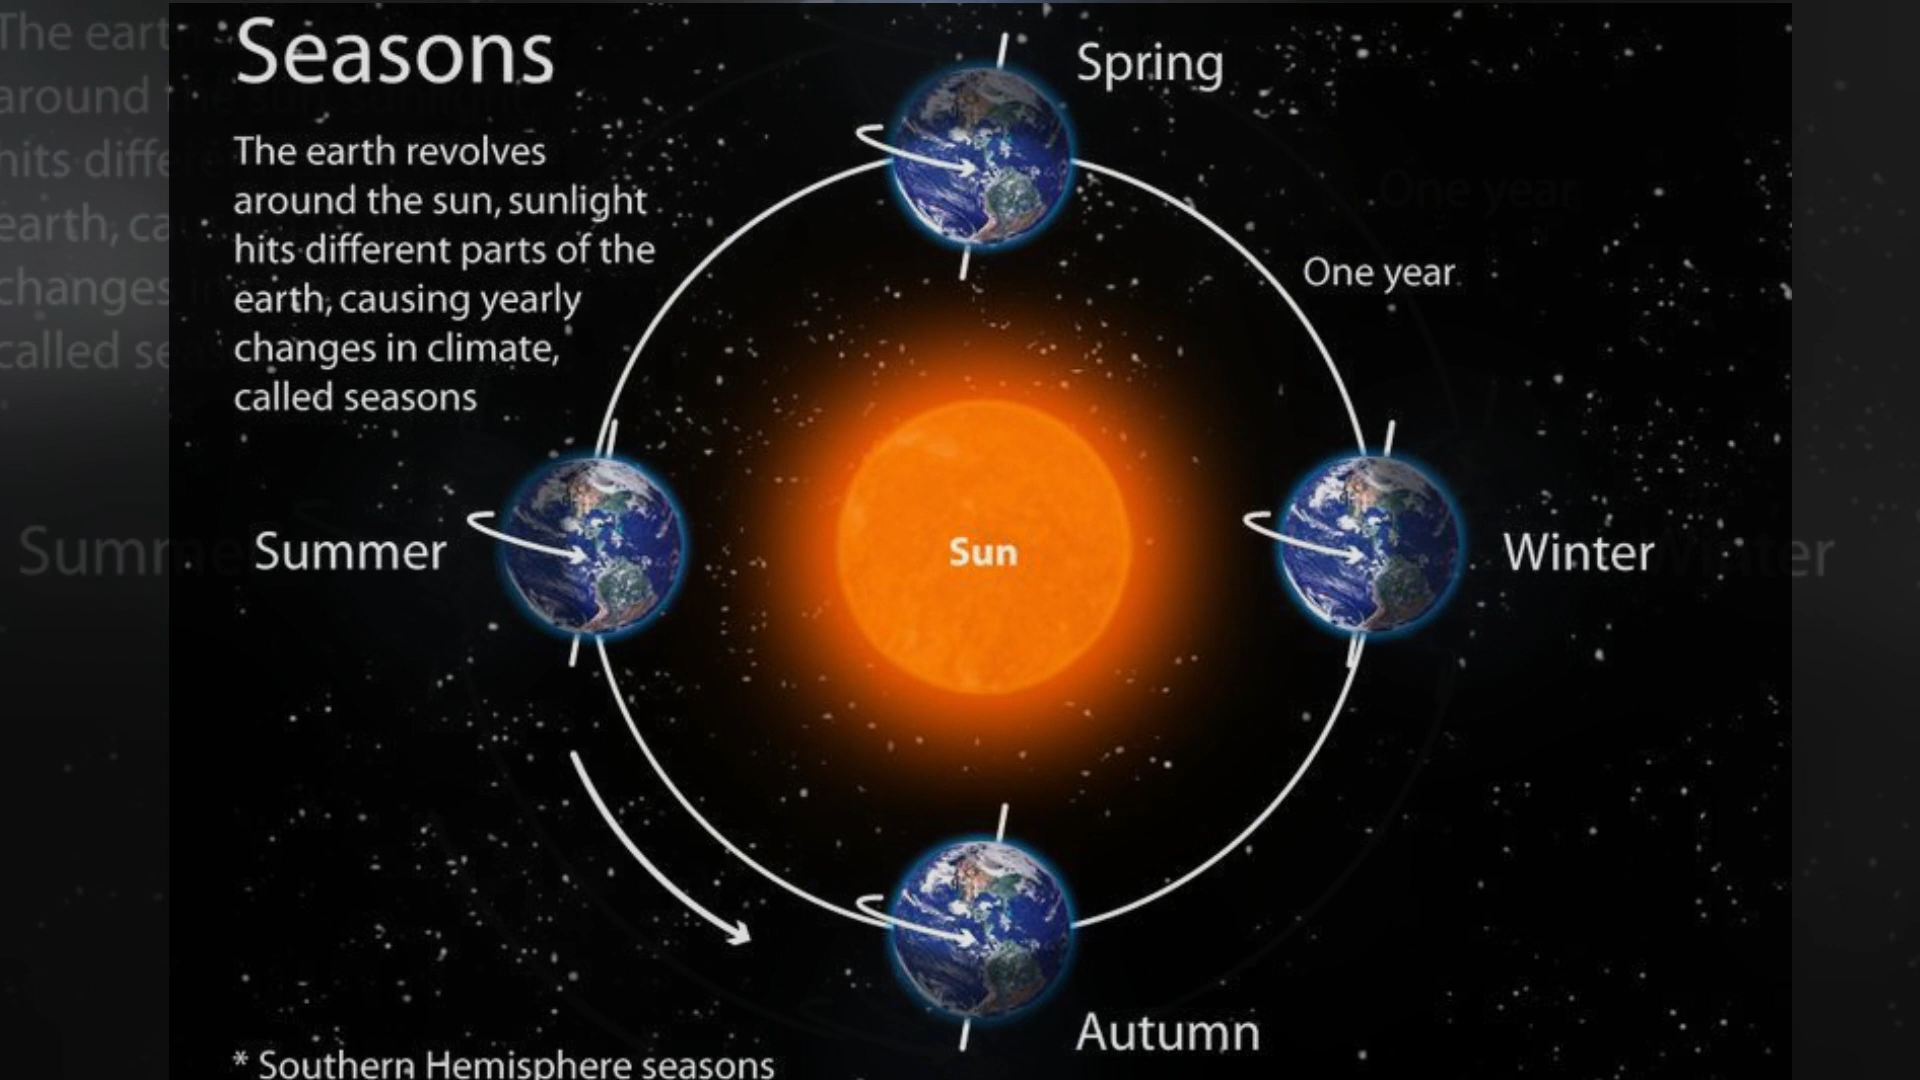 Seasons
The earth revolves
around the sun, sunlight
hits different parts of the
earth, causing yearly
changes in climate,
called seasons
Spring
One year
Summer
Sun
Winter
Autumn
* Southern Hemisphere seasons